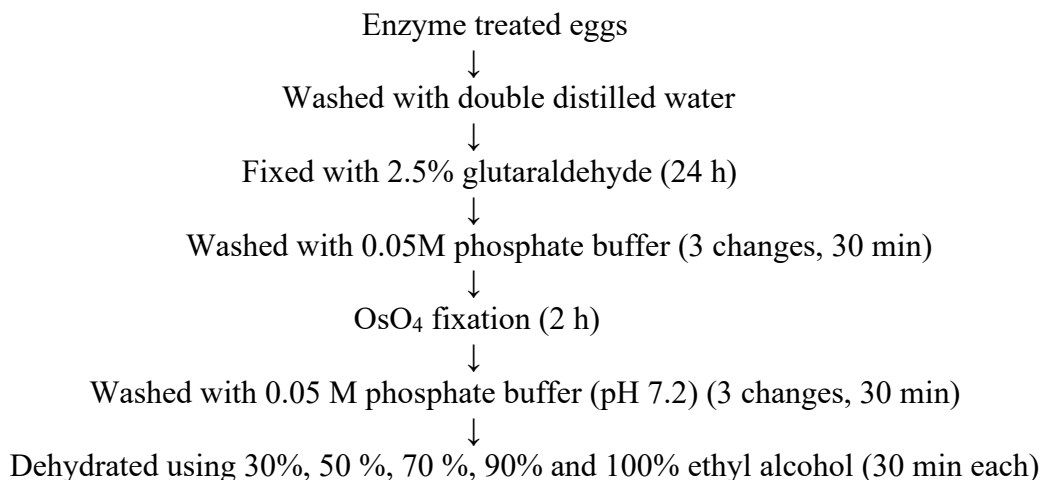 Enzyme treated eggs
↓
Washed with double distilled water
↓
Fixed with 2.5% glutaraldehyde (24 h)
↓
Washed with 0.05M phosphate buffer (3 changes, 30 min)
↓
OsO₄ fixation (2 h)
↓
Washed with 0.05 M phosphate buffer (pH 7.2) (3 changes, 30 min)
↓
Dehydrated using 30%, 50 %, 70 %, 90% and 100% ethyl alcohol (30 min each)